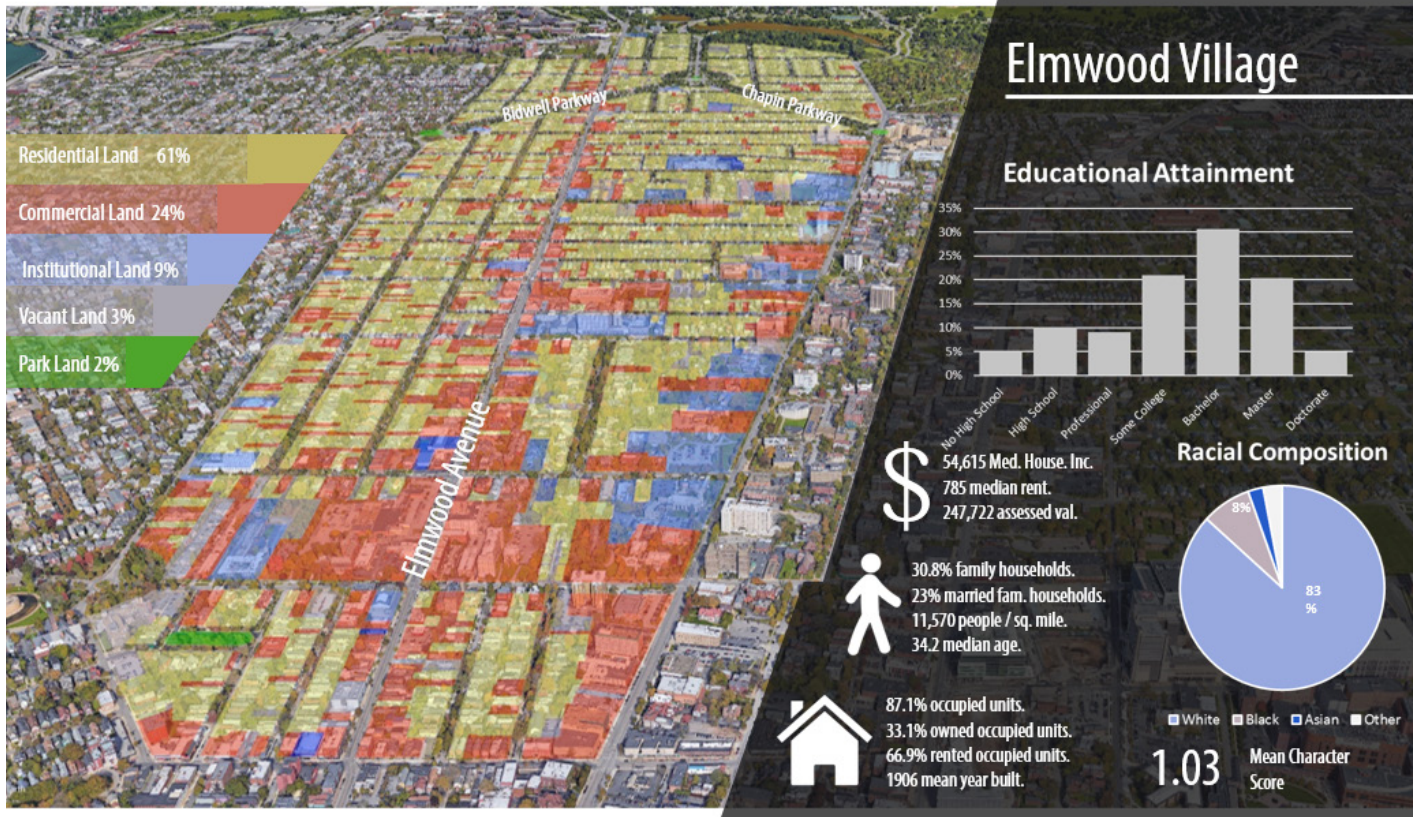 Elmwood Village
Bidwell Parkway
Chapin Parkway
Elmwood Avenue
Residential Land 61%
Commercial Land 24%
Institutional Land 9%
Vacant Land 3%
Park Land 2%
Educational Attainment
35%
30%
25%
20%
15%
10%
5%
0%
No High School
High School
Professional
Some College
Bachelor
Master
Doctorate
$
54,615 Med. House. Inc.
785 median rent.
247,722 assessed val.
30.8% family households.
23% married fam. households.
11,570 people / sq. mile.
34.2 median age.
87.1% occupied units.
33.1% owned occupied units.
66.9% rented occupied units.
1906 mean year built.
Racial Composition
8%
83
%
White Black Asian Other
1.03 Mean Character
Score